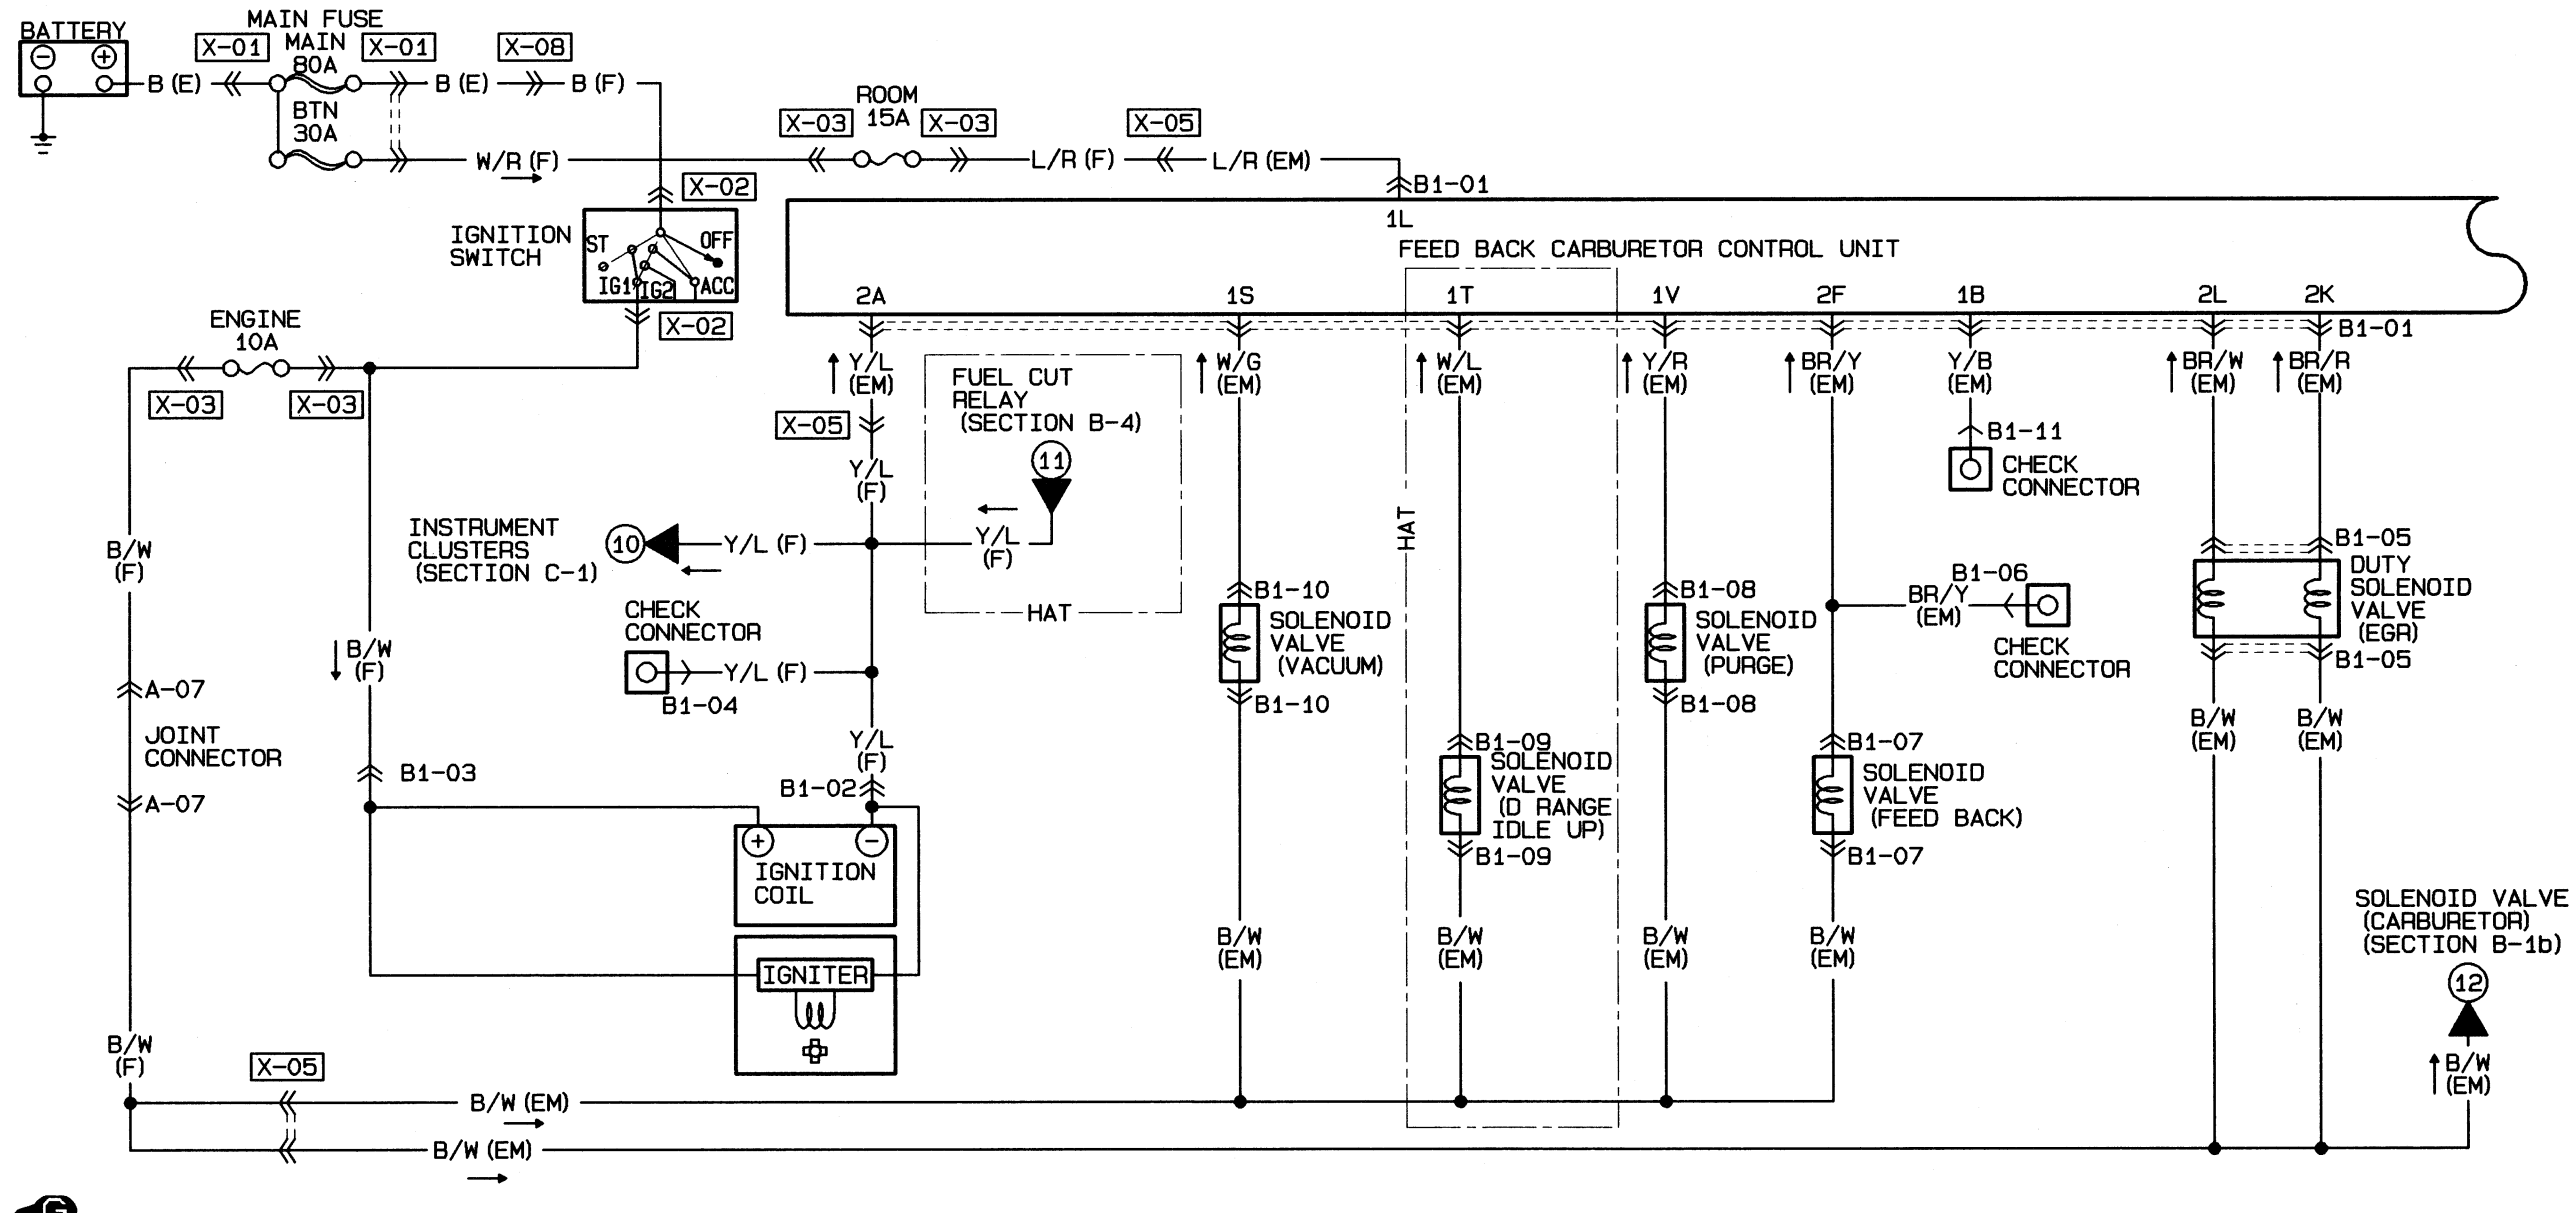 BATTERY
MAIN FUSE
MAIN
80A
X-01
X-01
X-08
B (E)
B (E)
B (F)
BTN
30A
W/R (F)
ROOM
15A
X-03
X-03
X-05
L/R (F)
L/R (EM)
B1-01
X-02
IGNITION
SWITCH
ST
OFF
IG1
IG2
ACC
X-02
1L
FEED BACK CARBURETOR CONTROL UNIT
2A
1S
1T
1V
2F
1B
2L
2K
B1-01
ENGINE
10A
X-03
X-03
Y/L
(EM)
W/G
(EM)
W/L
(EM)
Y/R
(EM)
BR/Y
(EM)
Y/B
(EM)
BR/W
(EM)
BR/R
(EM)
X-05
FUEL CUT
RELAY
(SECTION B-4)
11
Y/L
(F)
Y/L
(F)
HAT
HAT
B1-11
CHECK
CONNECTOR
INSTRUMENT
CLUSTERS
(SECTION C-1)
10
Y/L (F)
B/W
(F)
CHECK
CONNECTOR
Y/L (F)
B1-04
B/W
(F)
B1-10
SOLENOID
VALVE
(VACUUM)
B1-10
B1-08
SOLENOID
VALVE
(PURGE)
B1-08
BR/Y
(EM)
B1-06
CHECK
CONNECTOR
B1-05
DUTY
SOLENOID
VALVE
(EGR)
B1-05
A-07
JOINT
CONNECTOR
A-07
B1-03
Y/L
(F)
B1-02
+
−
IGNITION
COIL
IGNITER
B1-09
SOLENOID
VALVE
(D RANGE
IDLE UP)
B1-09
B1-07
SOLENOID
VALVE
(FEED BACK)
B1-07
B/W
(EM)
B/W
(EM)
B/W
(EM)
B/W
(EM)
B/W
(EM)
B/W
(EM)
SOLENOID VALVE
(CARBURETOR)
(SECTION B-1b)
12
B/W
(EM)
B/W
(F)
X-05
B/W (EM)
B/W (EM)
G